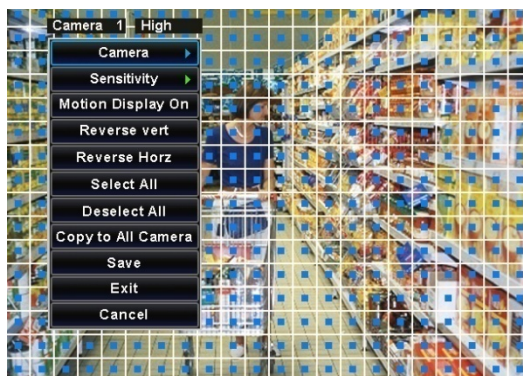 Camera 1 High
Camera
Sensitivity
Motion Display On
Reverse vert
Reverse Horz
Select All
Deselect All
Copy to All Camera
Save
Exit
Cancel